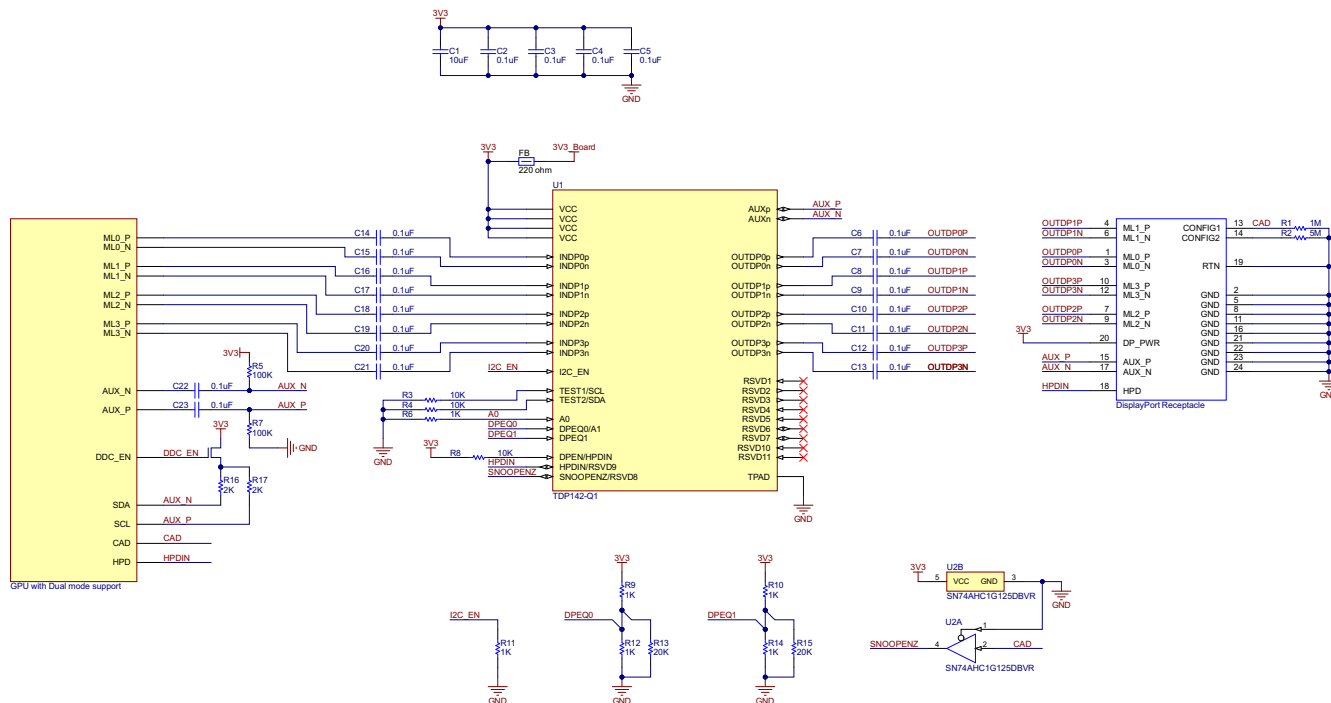 3V3
C1
10uF
C2
0.1uF
C3
0.1uF
C4
0.1uF
C5
0.1uF
GND
3V3
FB
220 ohm
3V3_Board
U1
VCC
VCC
VCC
VCC
INDP0p
INDP0n
INDP1p
INDP1n
INDP2p
INDP2n
INDP3p
INDP3n
I2C_EN
TEST1/SCL
TEST2/SDA
A0
DPEQ0/A1
DPEQ1
DPEN/HPDIN
HPDIN/RSVD9
SNOOPENZ/RSVD8
AUXp
AUXn
OUTDP0p
OUTDP0n
OUTDP1p
OUTDP1n
OUTDP2p
OUTDP2n
OUTDP3p
OUTDP3n
RSVD1
RSVD2
RSVD3
RSVD4
RSVD5
RSVD6
RSVD7
RSVD10
RSVD11
TPAD
TDP142-Q1
GND
AUX_P
AUX_N
C6 0.1uF OUTDP0P
C7 0.1uF OUTDP0N
C8 0.1uF OUTDP1P
C9 0.1uF OUTDP1N
C10 0.1uF OUTDP2P
C11 0.1uF OUTDP2N
C12 0.1uF OUTDP3P
C13 0.1uF OUTDP3N
ML0_P
ML0_N
ML1_P
ML1_N
ML2_P
ML2_N
ML3_P
ML3_N
AUX_N
AUX_P
DDC_EN
SDA
SCL
CAD
HPD
GPU with Dual mode support
C14 0.1uF
C15 0.1uF
C16 0.1uF
C17 0.1uF
C18 0.1uF
C19 0.1uF
C20 0.1uF
C21 0.1uF
3V3
R5
100K
C22 0.1uF AUX_N
C23 0.1uF AUX_P
R7
100K
GND
3V3
DDC_EN
R16
2K
R17
2K
AUX_N
AUX_P
CAD
HPDIN
I2C_EN
R3 10K
R4 10K
R6 1K
A0
DPEQ0
DPEQ1
GND
3V3
R8 10K
HPDIN
SNOOPENZ
OUTDP1P 4
OUTDP1N 6
OUTDP0P 1
OUTDP0N 3
OUTDP3P 10
OUTDP3N 12
OUTDP2P 7
OUTDP2N 9
3V3
20
AUX_P 15
AUX_N 17
HPDIN 18
ML1_P
ML1_N
ML0_P
ML0_N
ML3_P
ML3_N
ML2_P
ML2_N
DP_PWR
AUX_P
AUX_N
HPD
CONFIG1 13 CAD R1 1M
CONFIG2 14 R2 5M
RTN 19
GND 2
GND 5
GND 8
GND 11
GND 16
GND 21
GND 22
GND 23
GND 24
DisplayPort Receptacle
I2C_EN
R11
1K
GND
3V3
R9
1K
DPEQ0
R12
1K
R13
20K
GND
3V3
R10
1K
DPEQ1
R14
1K
R15
20K
GND
3V3
U2B
5 VCC GND 3
SN74AHC1G125DBVR
GND
U2A
1
SNOOPENZ 4
2 CAD
SN74AHC1G125DBVR